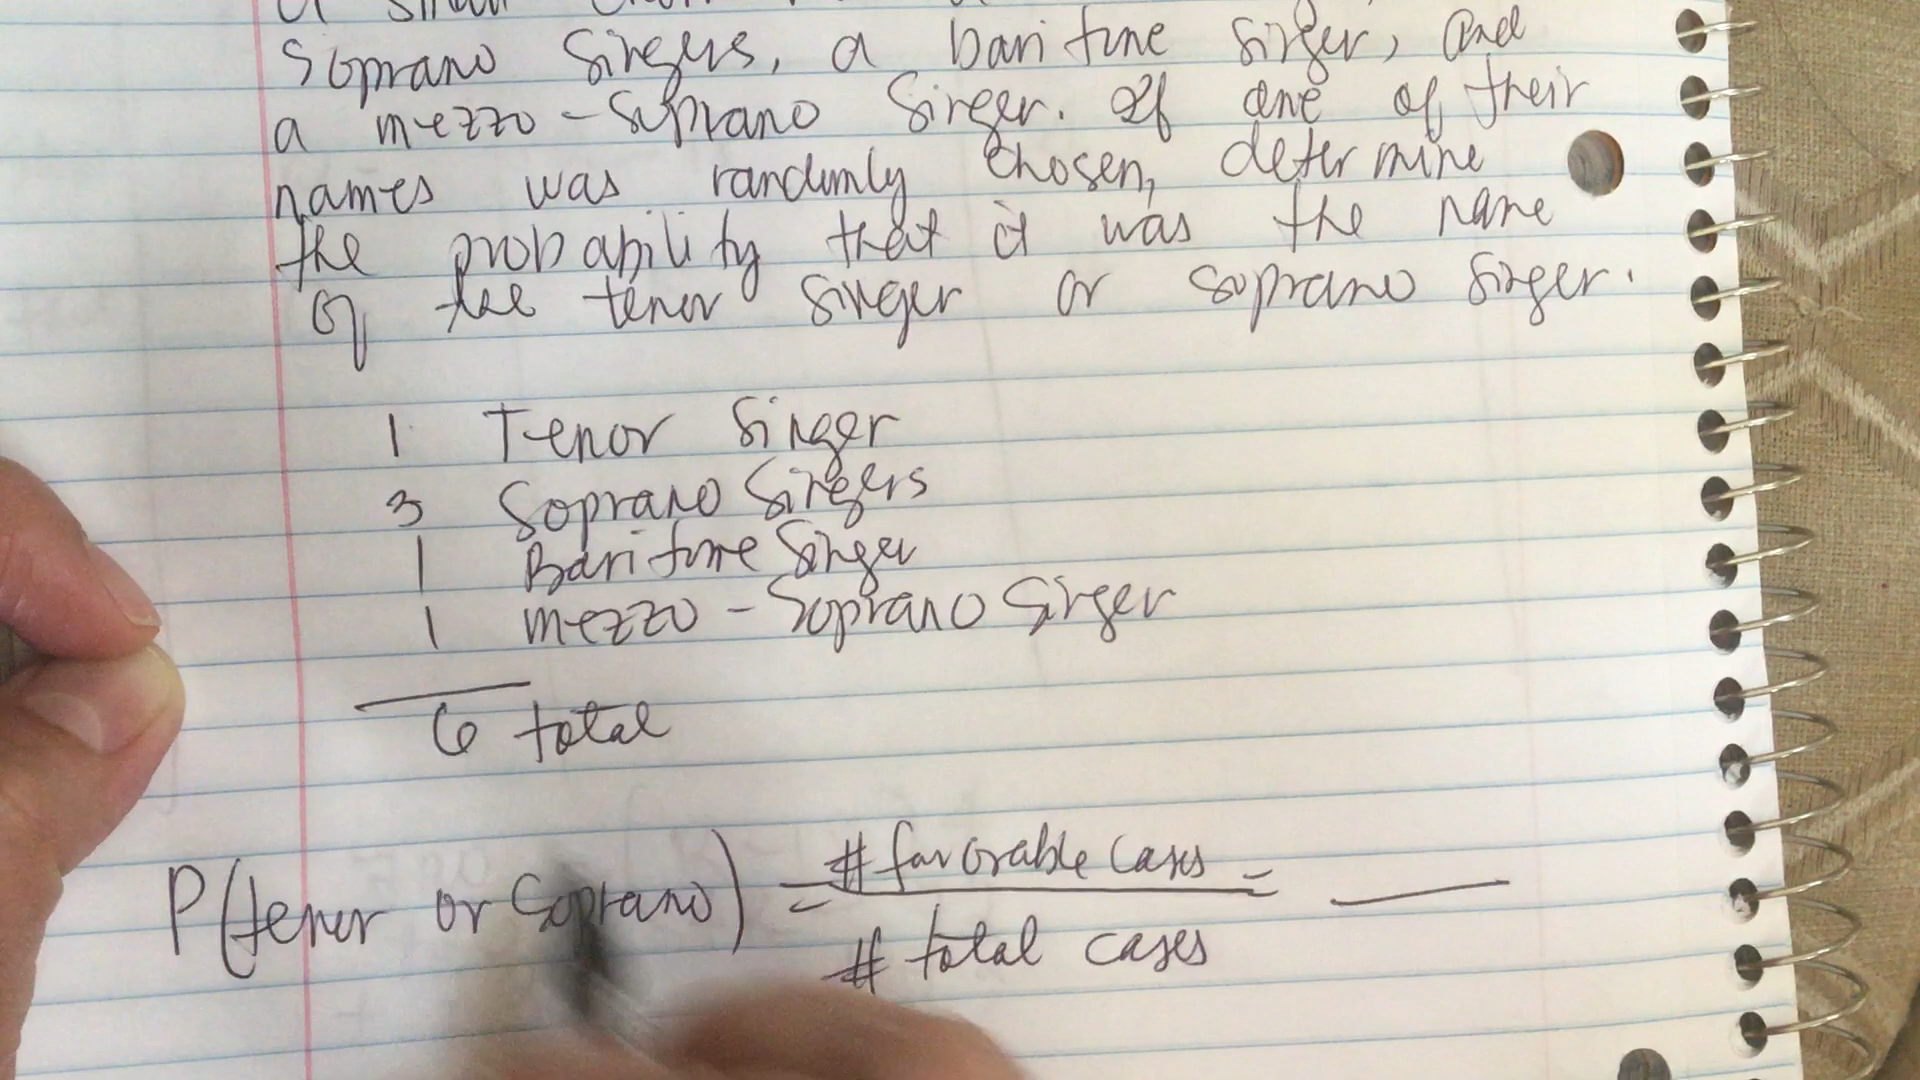 a small
Soprano Singers, a baritone singer, and
a mezzo-soprano singer. If one of their
names was randomly chosen, determine
the probability that it was the name
of the tenor singer or soprano singer.
1 Tenor Singer
3 Soprano Singers
1 Baritone Singer
1 mezzo-Soprano Singer
6 total
P(tenor or Soprano) = # favorable cases =
# total cases